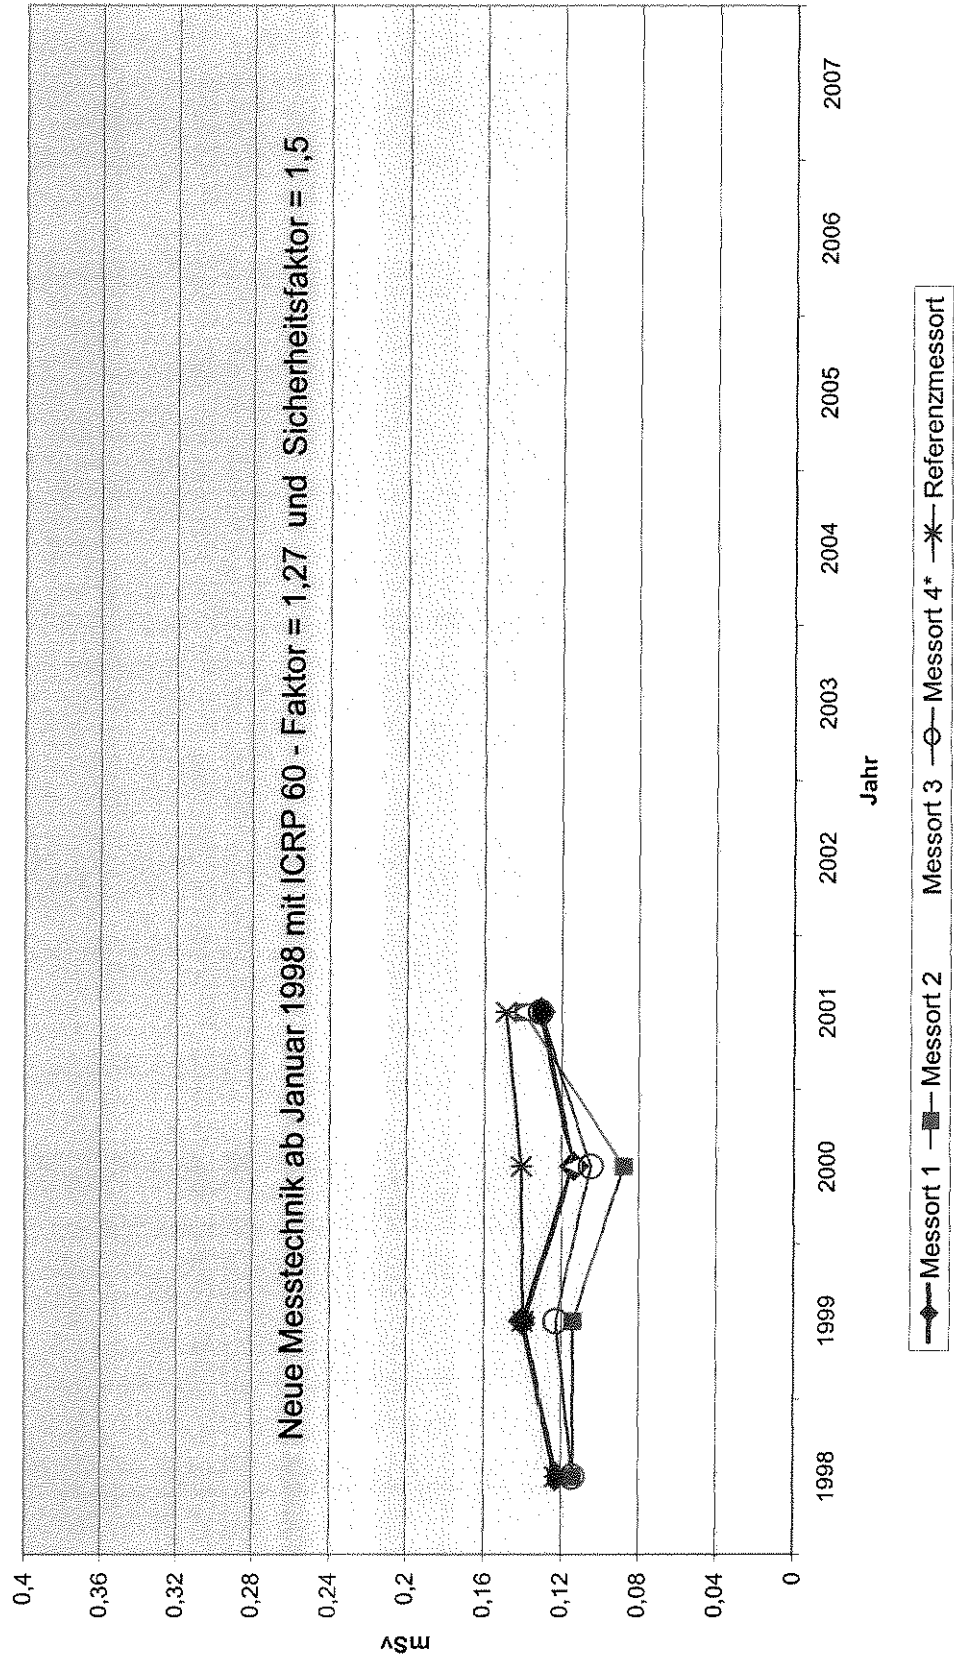 Neue Messtechnik ab Januar 1998 mit ICRP 60 - Faktor = 1,27 und Sicherheitsfaktor = 1,5
mSv
0,4
0,36
0,32
0,28
0,24
0,2
0,16
0,12
0,08
0,04
0
1998 1999 2000 2001 2002 2003 2004 2005 2006 2007
Jahr
Messort 1 Messort 2 Messort 3 Messort 4* Referenzmessort